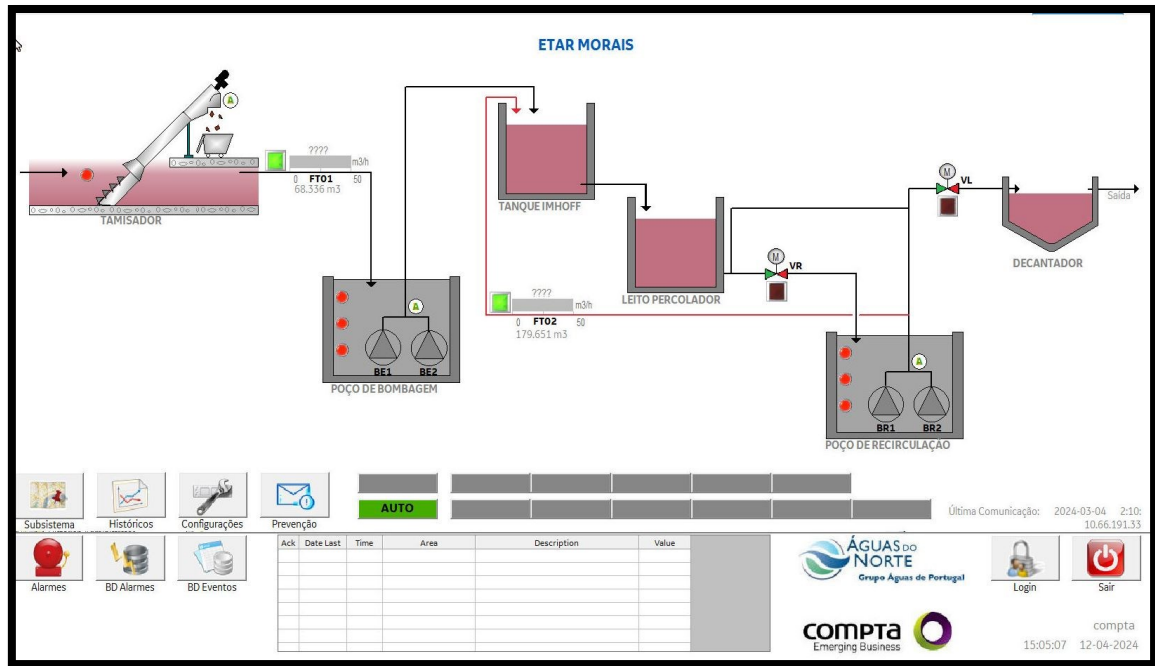 ETAR MORAIS
A
????
m3/h
0 FT01 50
68.336 m3
TAMISADOR
TANQUE IMHOFF
M
VL
Saída
DECANTADOR
M
VR
LEITO PERCOLADOR
????
m3/h
0 FT02 50
179.651 m3
A
BE1 BE2
POÇO DE BOMBAGEM
A
BR1 BR2
POÇO DE RECIRCULAÇÃO
Subsistema Históricos Configurações Prevenção
AUTO
Última Comunicação: 2024-03-04 2:10:
10.66.191.33
Alarmes BD Alarmes BD Eventos
Ack Date Last Time Area Description Value
ÁGUAS DO
NORTE
Grupo Águas de Portugal
compta
Emerging Business
Login Sair
compta
15:05:07 12-04-2024